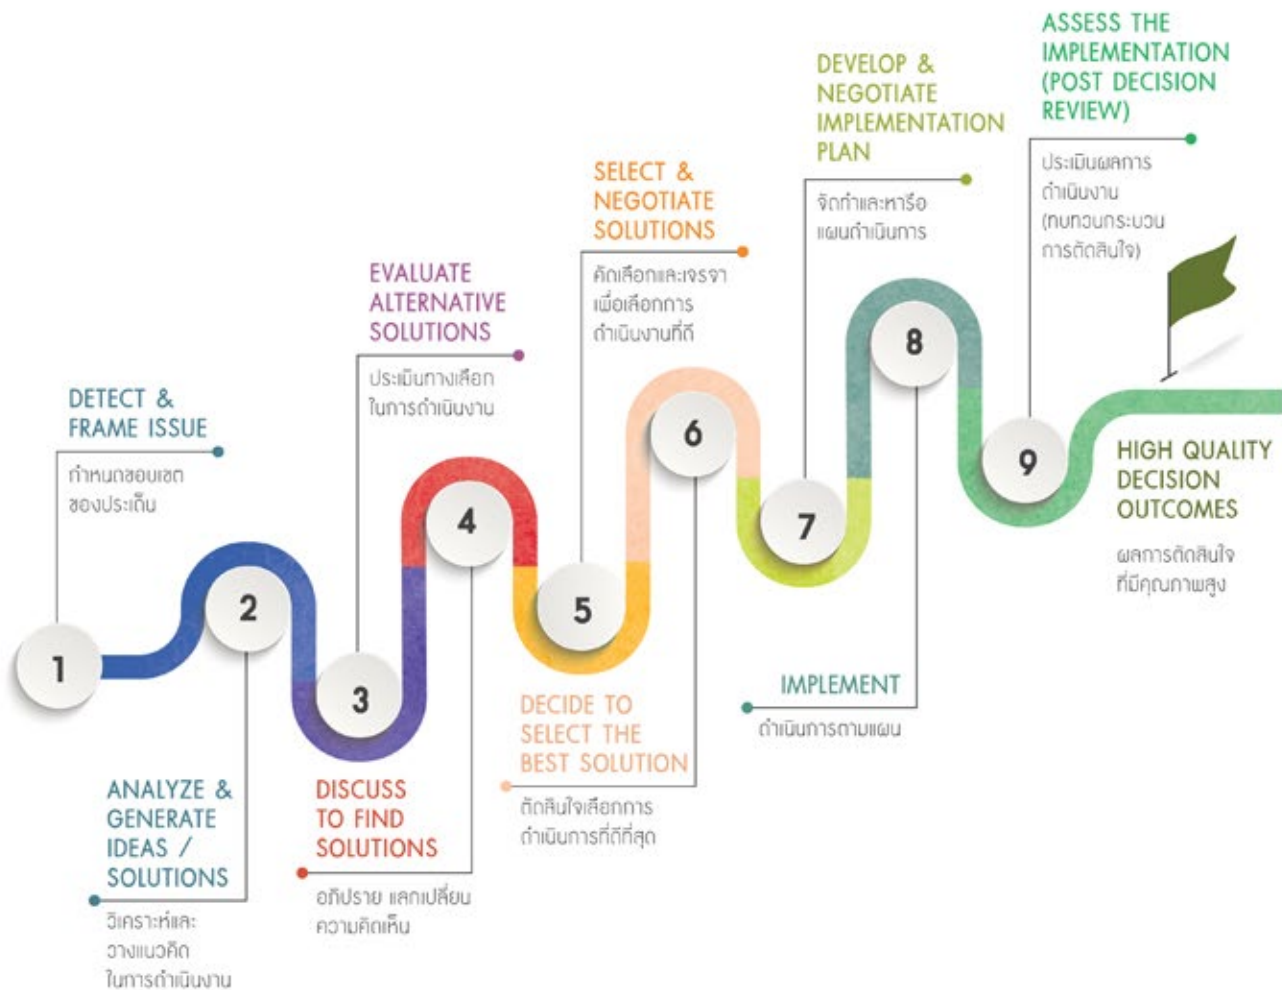 1
DETECT &
FRAME ISSUE
กำหนดขอบเขต
ของประเด็น
2
ANALYZE &
GENERATE
IDEAS /
SOLUTIONS
วิเคราะห์และ
วางแนวคิด
ในการดำเนินงาน
3
EVALUATE
ALTERNATIVE
SOLUTIONS
ประเมินทางเลือก
ในการดำเนินงาน
4
DISCUSS
TO FIND
SOLUTIONS
อภิปราย แลกเปลี่ยน
ความคิดเห็น
5
SELECT &
NEGOTIATE
SOLUTIONS
คัดเลือกและเจรจา
เพื่อเลือกการ
ดำเนินงานที่ดี
6
DECIDE TO
SELECT THE
BEST SOLUTION
ตัดสินใจเลือกการ
ดำเนินการที่ดีที่สุด
7
DEVELOP &
NEGOTIATE
IMPLEMENTATION
PLAN
จัดทำและหารือ
แผนดำเนินการ
8
IMPLEMENT
ดำเนินการตามแผน
9
ASSESS THE
IMPLEMENTATION
(POST DECISION
REVIEW)
ประเมินผลการ
ดำเนินงาน
(ทบทวนกระบวน
การตัดสินใจ)
HIGH QUALITY
DECISION
OUTCOMES
ผลการตัดสินใจ
ที่มีคุณภาพสูง